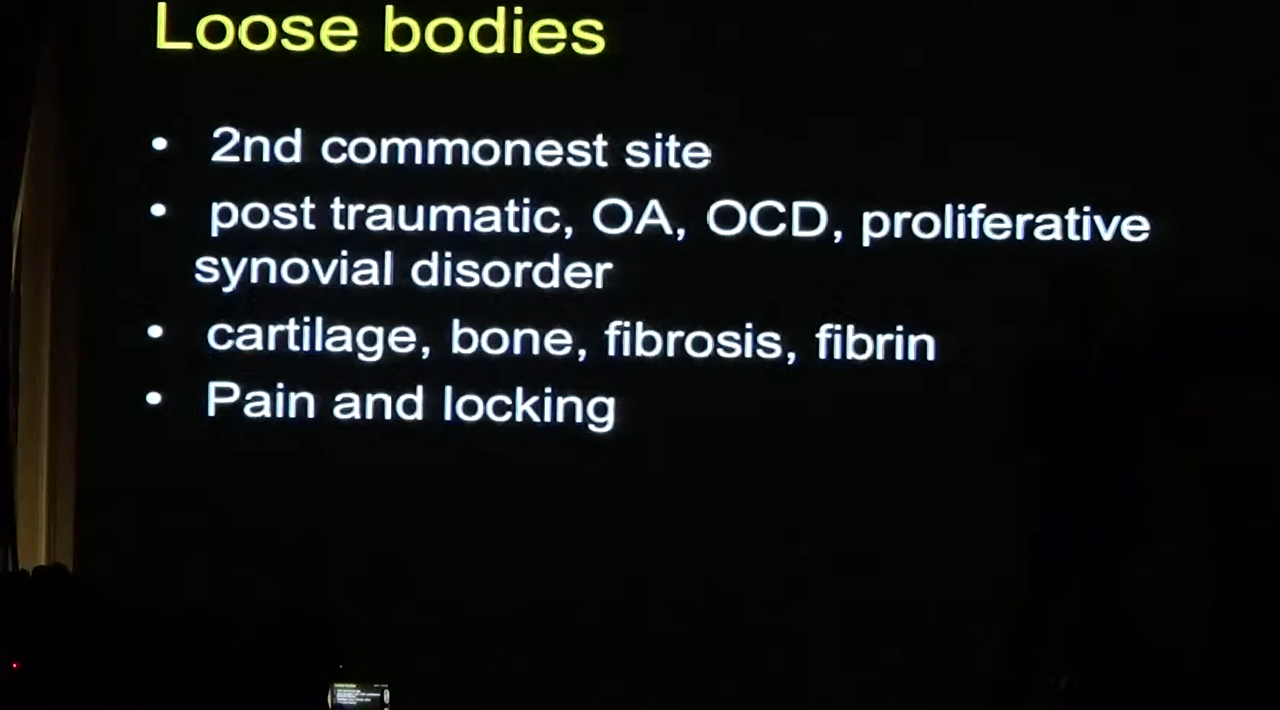 Loose bodies
• 2nd commonest site
• post traumatic, OA, OCD, proliferative
synovial disorder
• cartilage, bone, fibrosis, fibrin
• Pain and locking